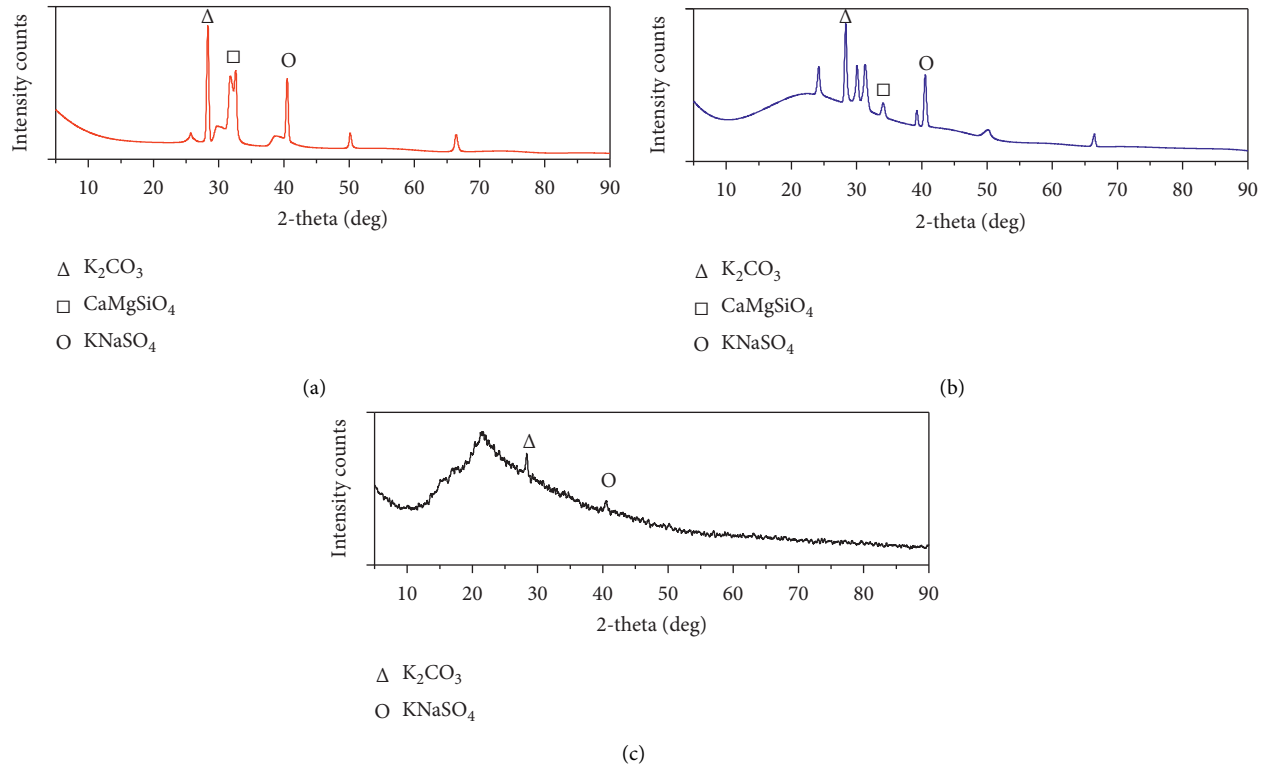 Intensity counts
Δ
□
O
10 20 30 40 50 60 70 80 90
2-theta (deg)
Δ K₂CO₃
□ CaMgSiO₄
O KNaSO₄
(a)
Intensity counts
Δ
□
O
10 20 30 40 50 60 70 80 90
2-theta (deg)
Δ K₂CO₃
□ CaMgSiO₄
O KNaSO₄
(b)
Intensity counts
Δ
O
10 20 30 40 50 60 70 80 90
2-theta (deg)
Δ K₂CO₃
O KNaSO₄
(c)